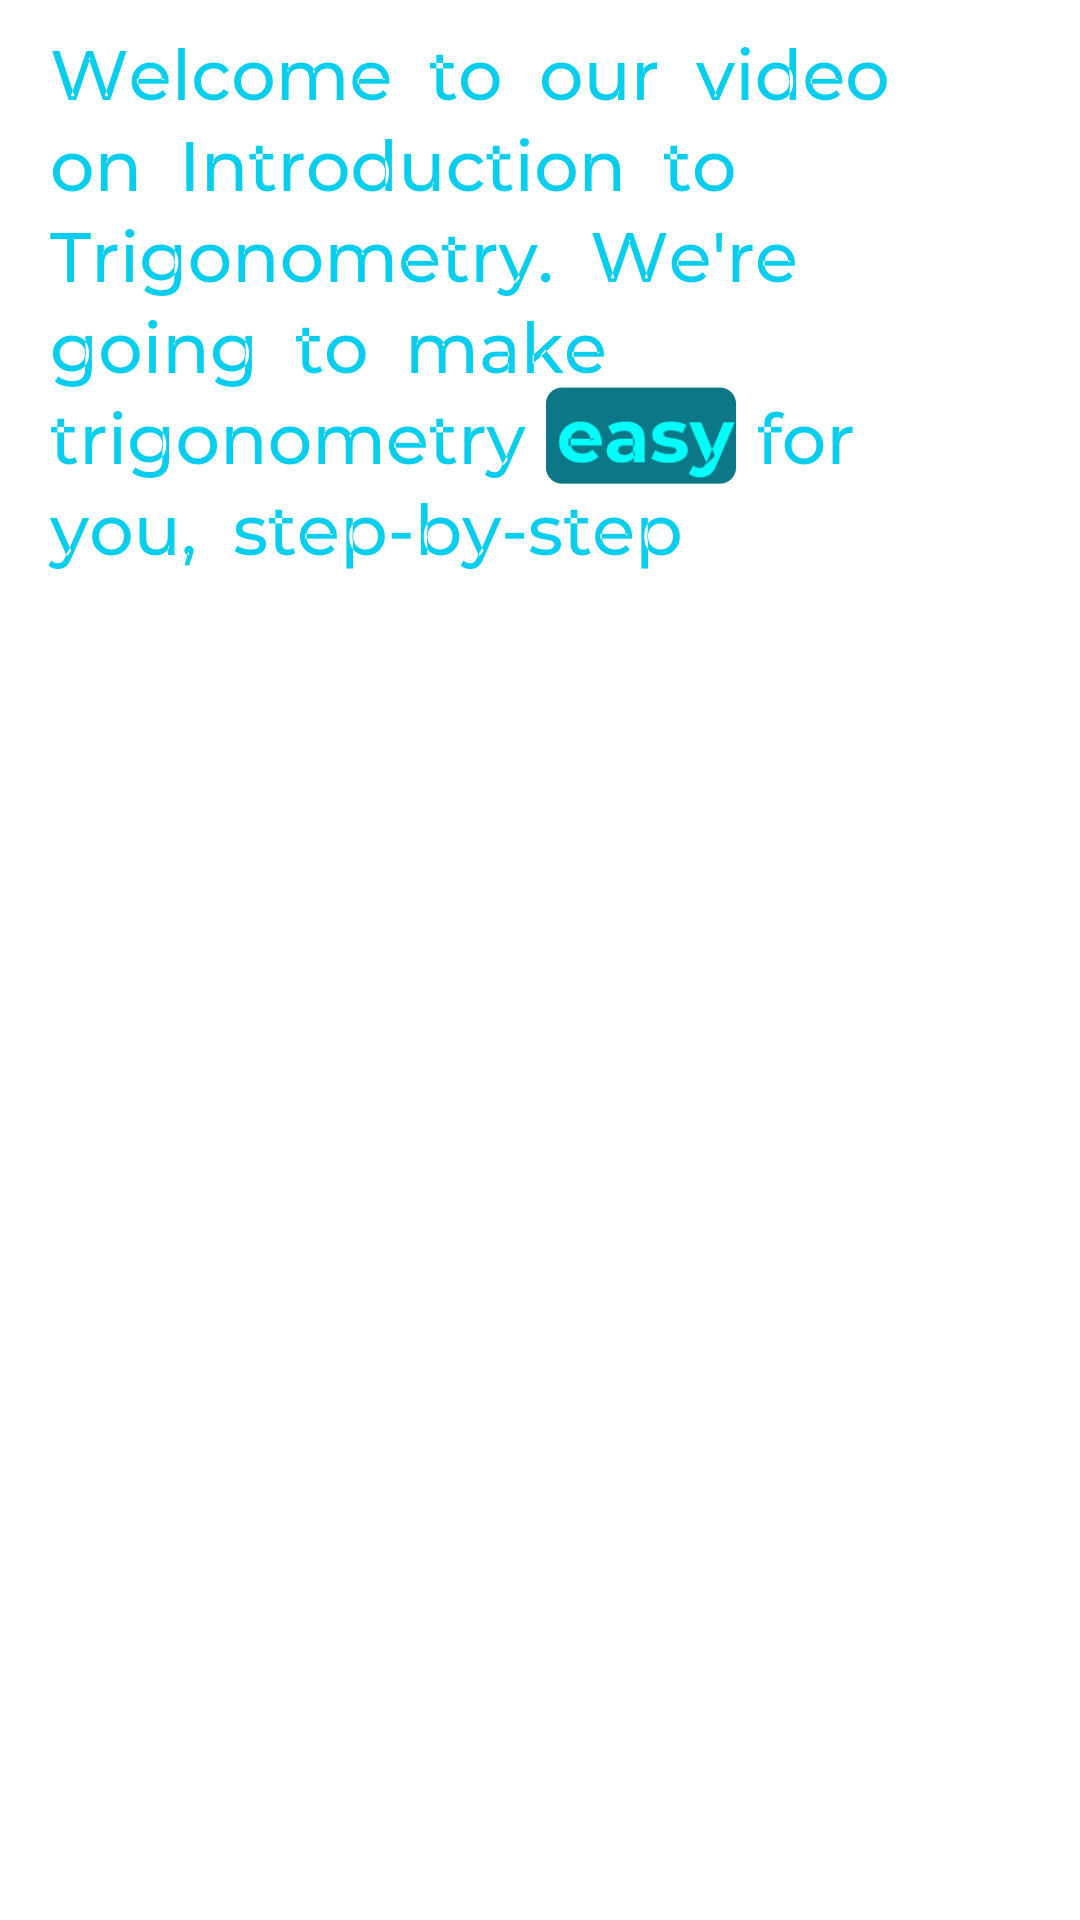 Welcome to our video
on Introduction to
Trigonometry. We're
going to make
trigonometry easy for
you, step-by-step